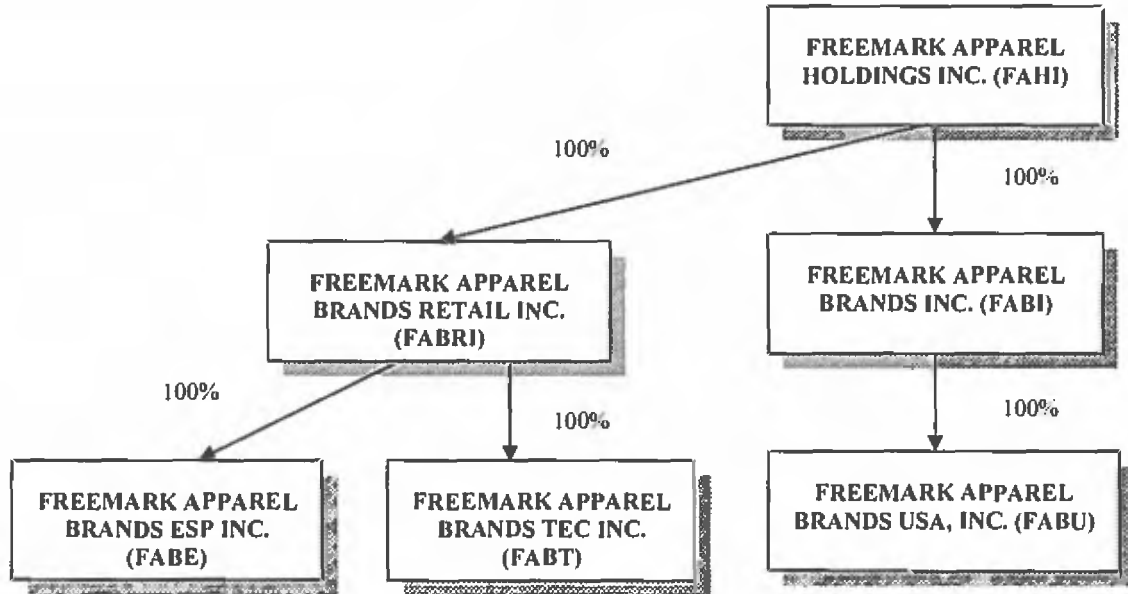 FREEMARK APPAREL
HOLDINGS INC. (FAHI)
100%
100%
FREEMARK APPAREL
BRANDS RETAIL INC.
(FABRI)
FREEMARK APPAREL
BRANDS INC. (FABI)
100%
100%
100%
FREEMARK APPAREL
BRANDS ESP INC.
(FABE)
FREEMARK APPAREL
BRANDS TEC INC.
(FABT)
FREEMARK APPAREL
BRANDS USA, INC. (FABU)